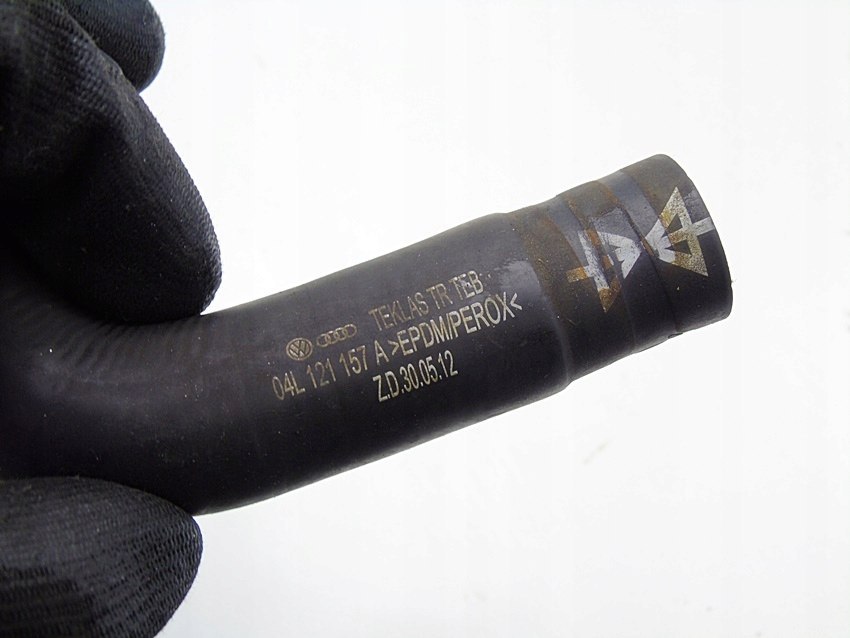 TEKLAS TR TEB
04L 121 157 A >EPDM/PEROX<
Z.D.30.05.12